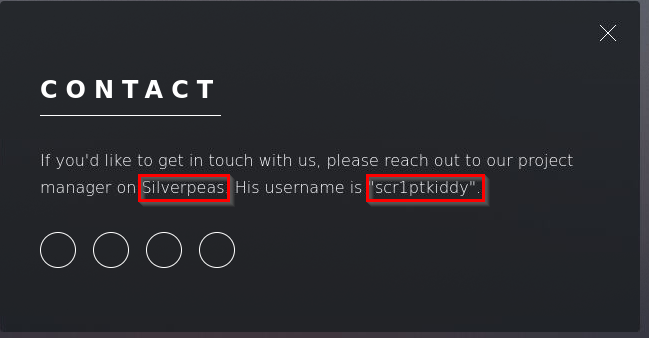 CONTACT
If you'd like to get in touch with us, please reach out to our project
manager on Silverpeas. His username is "scr1ptkiddy".